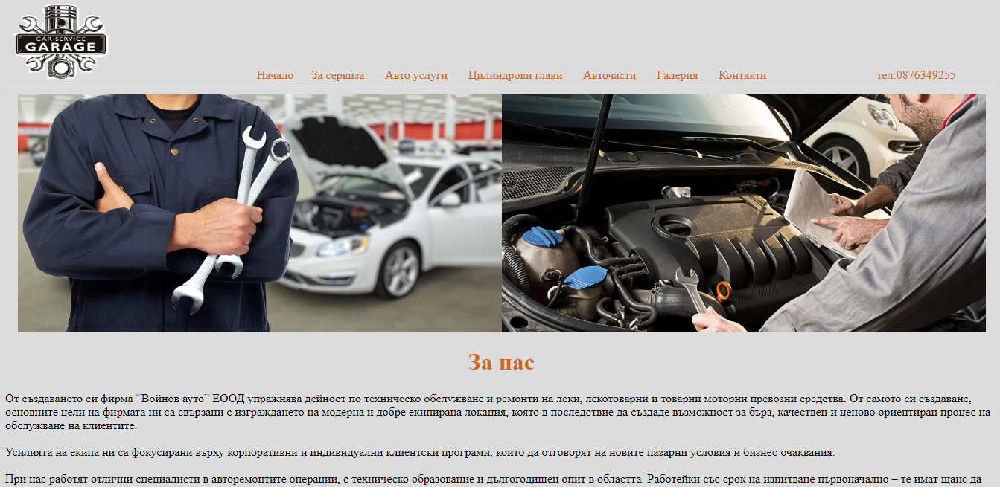 CAR SERVICE
GARAGE
Начало За сервиза Авто услуги Цилиндрови глави Авточасти Галерия Контакти тел:0876349255
За нас
От създаването си фирма “Войнов ауто” ЕООД упражнява дейност по техническо обслужване и ремонти на леки, лекотоварни и товарни моторни превозни средства. От самото си създаване,
основните цели на фирмата ни са свързани с изграждането на модерна и добре екипирана локация, която в последствие да създаде възможност за бърз, качествен и ценово ориентиран процес на
обслужване на клиентите.
Усилията на екипа ни са фокусирани върху корпоративни и индивидуални клиентски програми, които да отговорят на новите пазарни условия и бизнес очаквания.
При нас работят отлични специалисти в авторемонтите операции, с техническо образование и дългогодишен опит в областта. Работейки със срок на изпитване първоначално – те имат щанс да